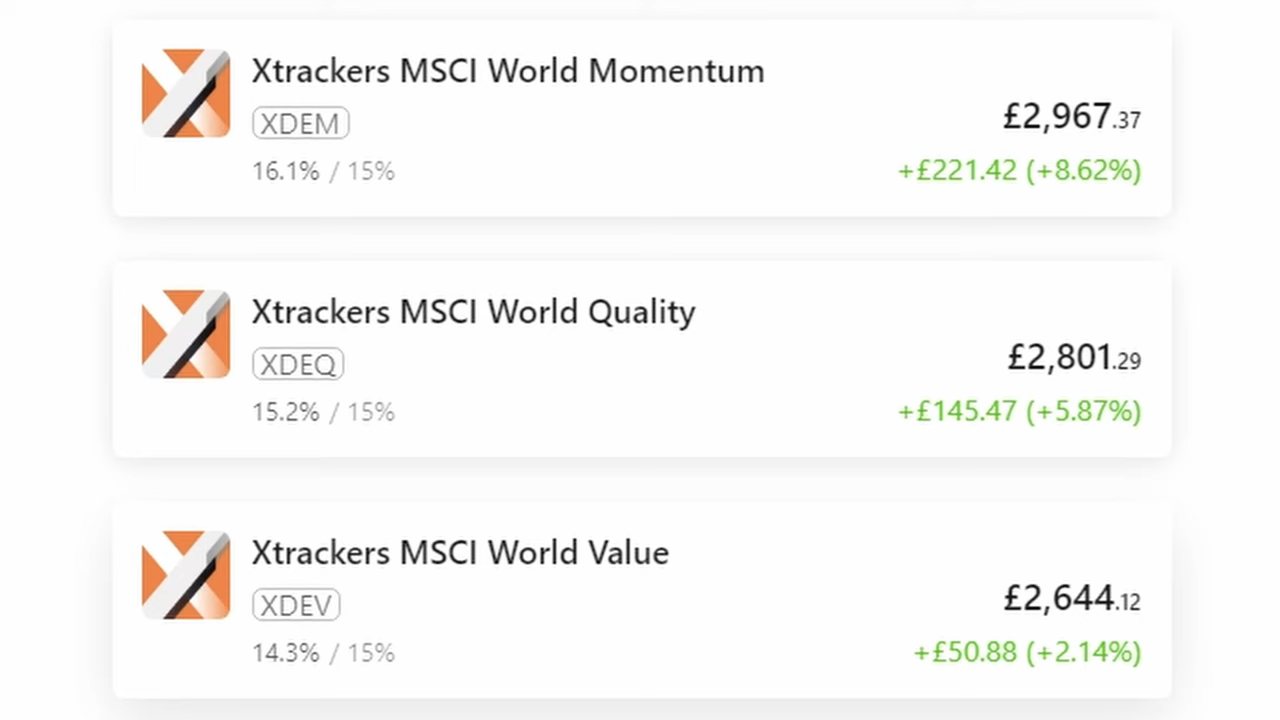 Xtrackers MSCI World Momentum
XDEM
£2,967.37
16.1% / 15%
+£221.42 (+8.62%)
Xtrackers MSCI World Quality
XDEQ
£2,801.29
15.2% / 15%
+£145.47 (+5.87%)
Xtrackers MSCI World Value
XDEV
£2,644.12
14.3% / 15%
+£50.88 (+2.14%)